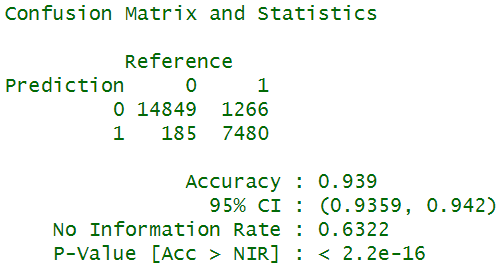 Confusion Matrix and Statistics
Reference
Prediction 0 1
0 14849 1266
1 185 7480
Accuracy : 0.939
95% CI : (0.9359, 0.942)
No Information Rate : 0.6322
P-Value [Acc > NIR] : < 2.2e-16